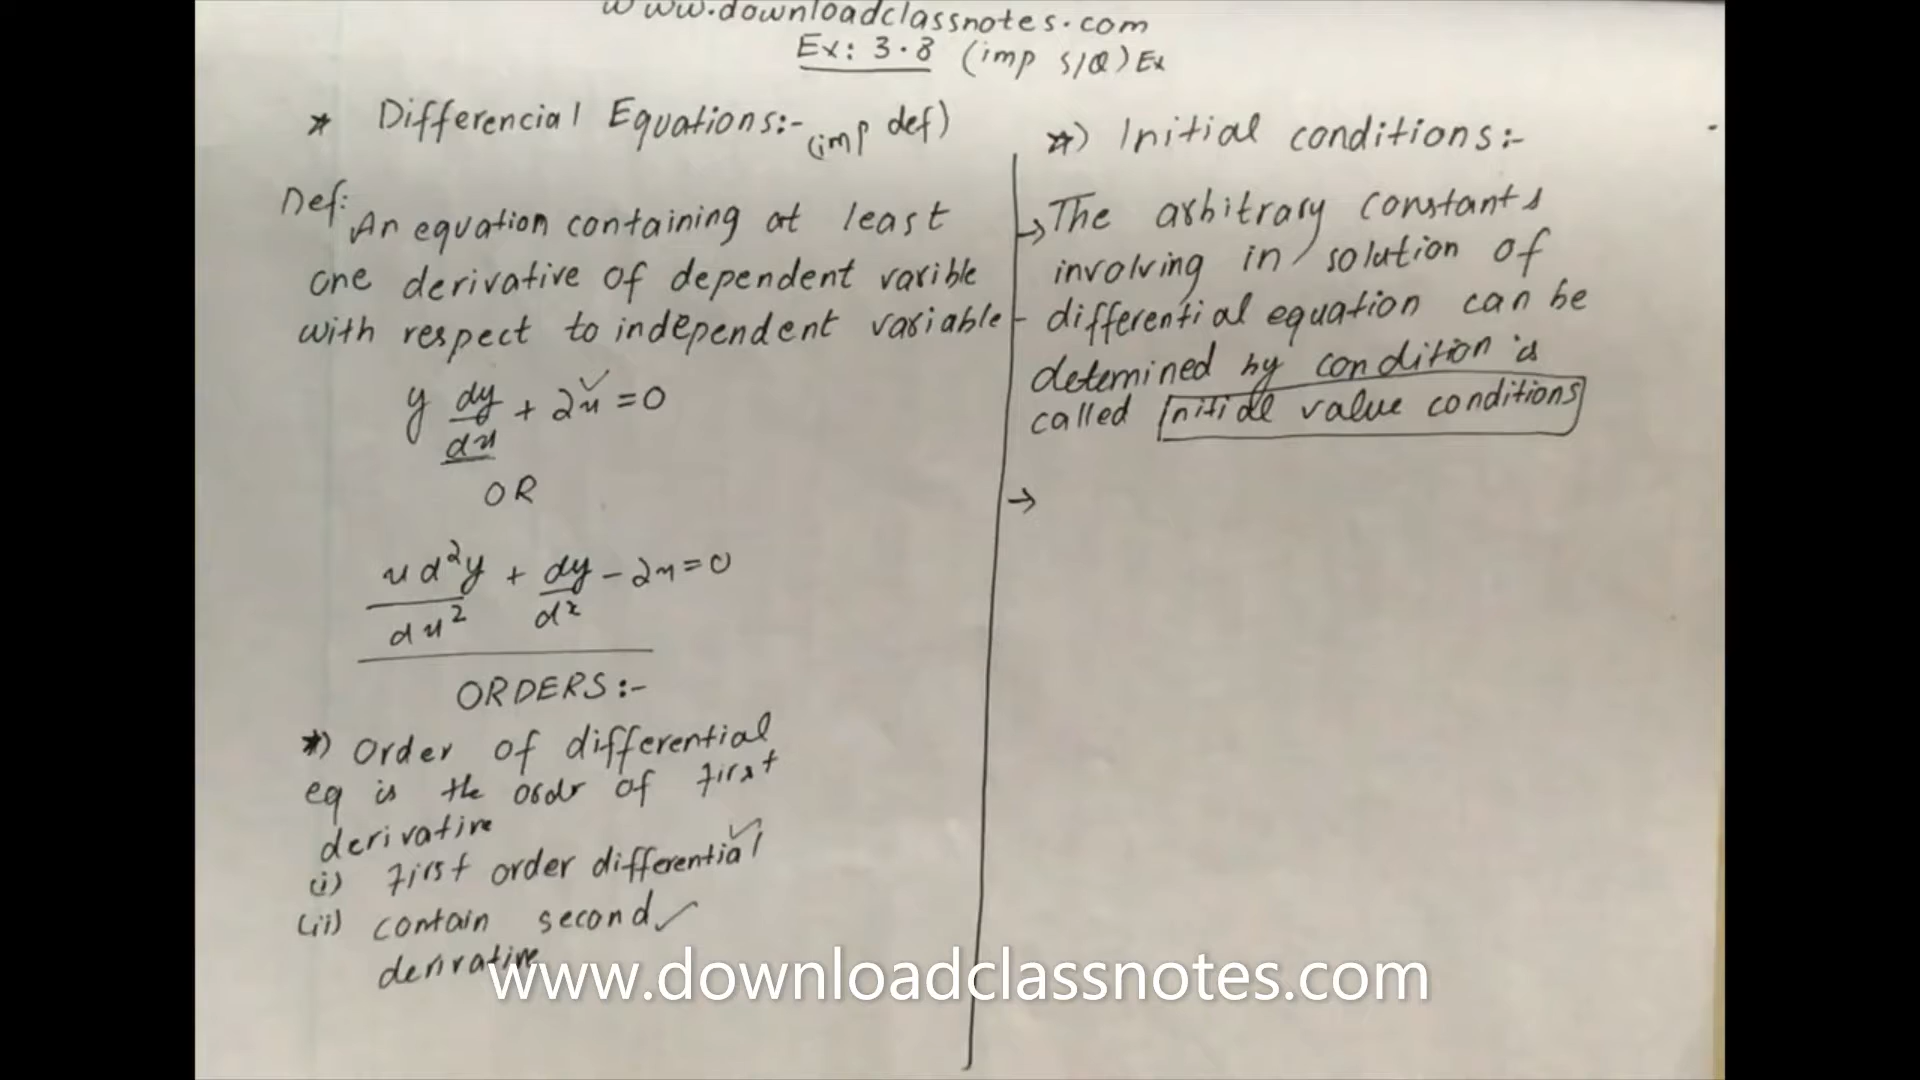 www.downloadclassnotes.com
Ex: 3.8 (imp S/Q) Ex
* Differencial Equations:- (imp def)
Def: An equation containing at least
one derivative of dependent varible
with respect to independent variable
y dy/dx + 2x = 0
OR
x d²y/dx² + dy/dx - 2x = 0
ORDERS:-
*) Order of differential
eq is the order of first
derivative
(i) first order differential
(ii) contain second
derivative
*) Initial conditions:-
→ The arbitrary constants
involving in solution of
differential equation can be
detemined by condition is
called Initial value conditions
→
www.downloadclassnotes.com